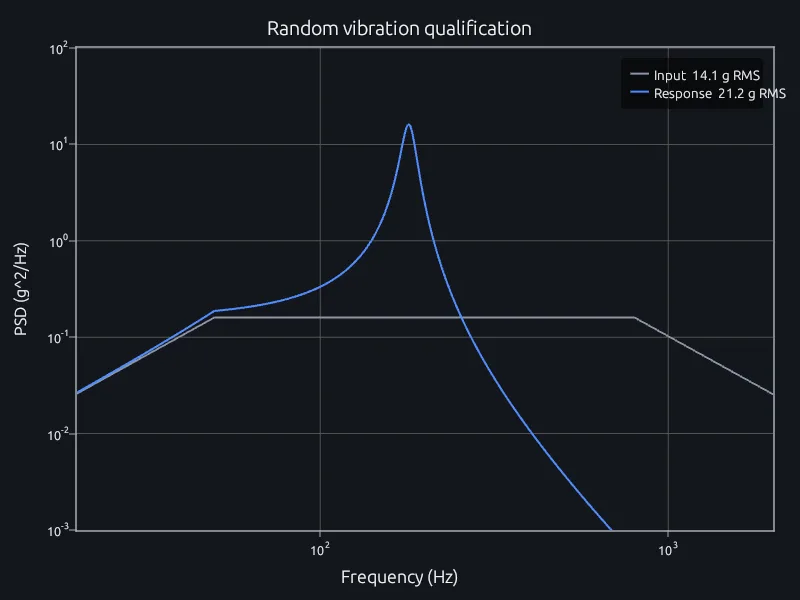 Random vibration qualification
Input 14.1 g RMS
Response 21.2 g RMS
10^2
10^1
10^0
10^-1
10^-2
10^-3
PSD (g^2/Hz)
10^2
10^3
Frequency (Hz)